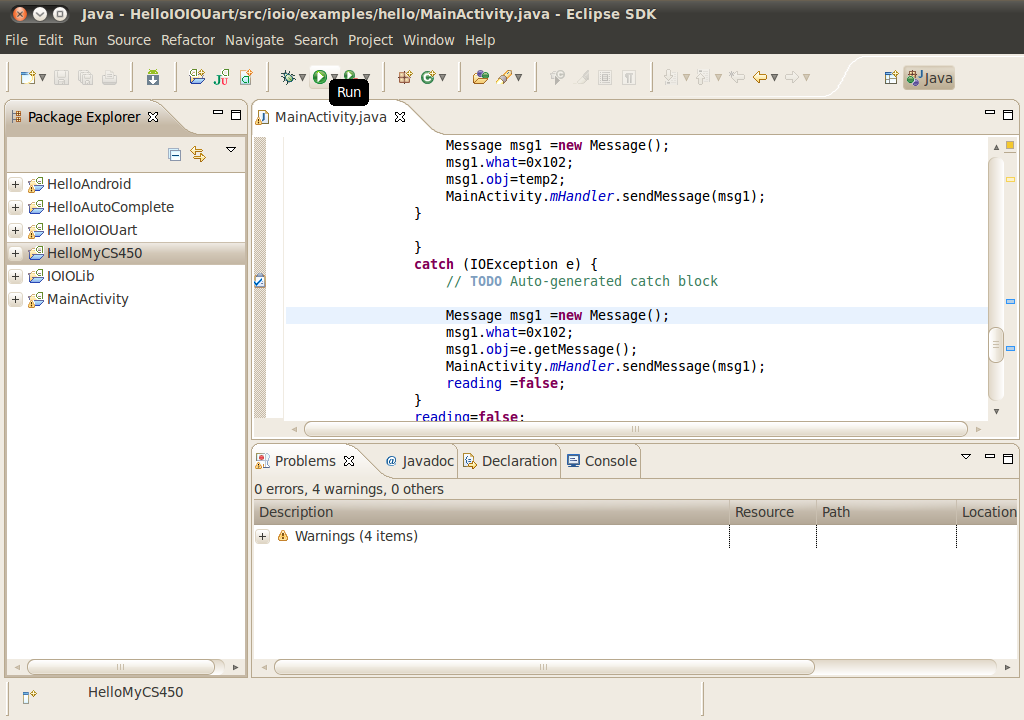 Java - HelloIOIOUart/src/ioio/examples/hello/MainActivity.java - Eclipse SDK
File Edit Run Source Refactor Navigate Search Project Window Help
Java
Run
Package Explorer
MainActivity.java
HelloAndroid
HelloAutoComplete
HelloIOIOUart
HelloMyCS450
IOIOLib
MainActivity
Message msg1 =new Message();
msg1.what=0x102;
msg1.obj=temp2;
MainActivity.mHandler.sendMessage(msg1);
}
}
catch (IOException e) {
// TODO Auto-generated catch block
Message msg1 =new Message();
msg1.what=0x102;
msg1.obj=e.getMessage();
MainActivity.mHandler.sendMessage(msg1);
reading =false;
}
reading=false;
Problems @ Javadoc Declaration Console
0 errors, 4 warnings, 0 others
Description Resource Path Location
Warnings (4 items)
HelloMyCS450